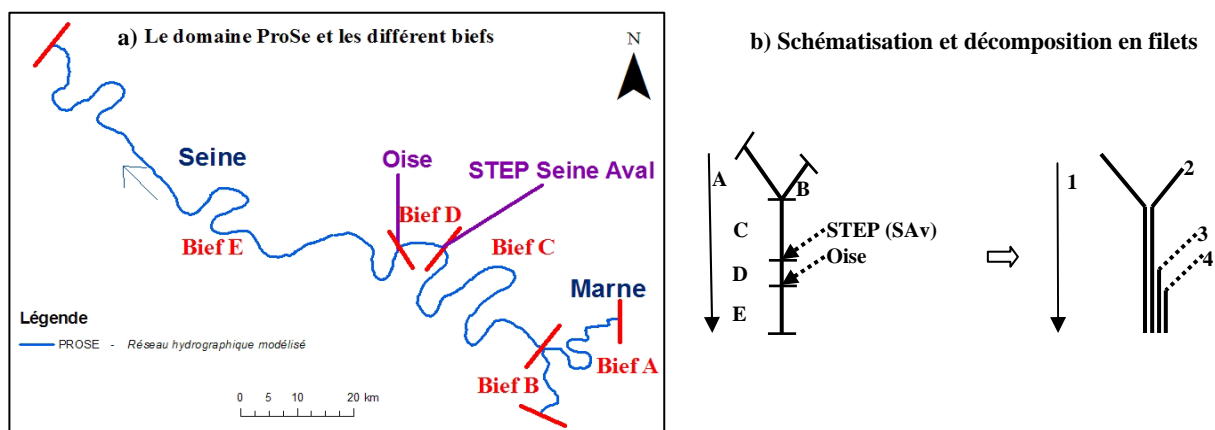 a) Le domaine ProSe et les différent biefs
N
Seine
Oise
STEP Seine Aval
Bief D
Bief E
Bief C
Marne
Bief A
Bief B
Légende
PROSE - Réseau hydrographique modélisé
0 5 10 20 km
b) Schématisation et décomposition en filets
A
B
C
STEP (SAv)
Oise
D
E
1
2
3
4